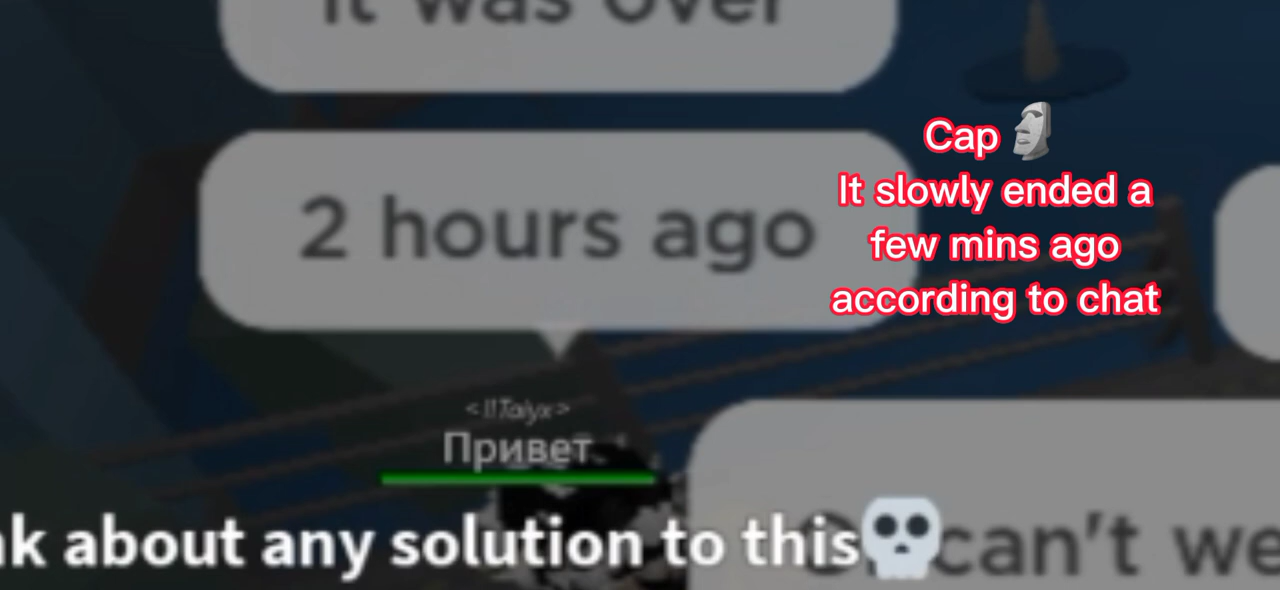 it was over
2 hours ago
Cap 🗿
It slowly ended a
few mins ago
according to chat
<!!Taiyx>
Привет
nk about any solution to this💀
can't we